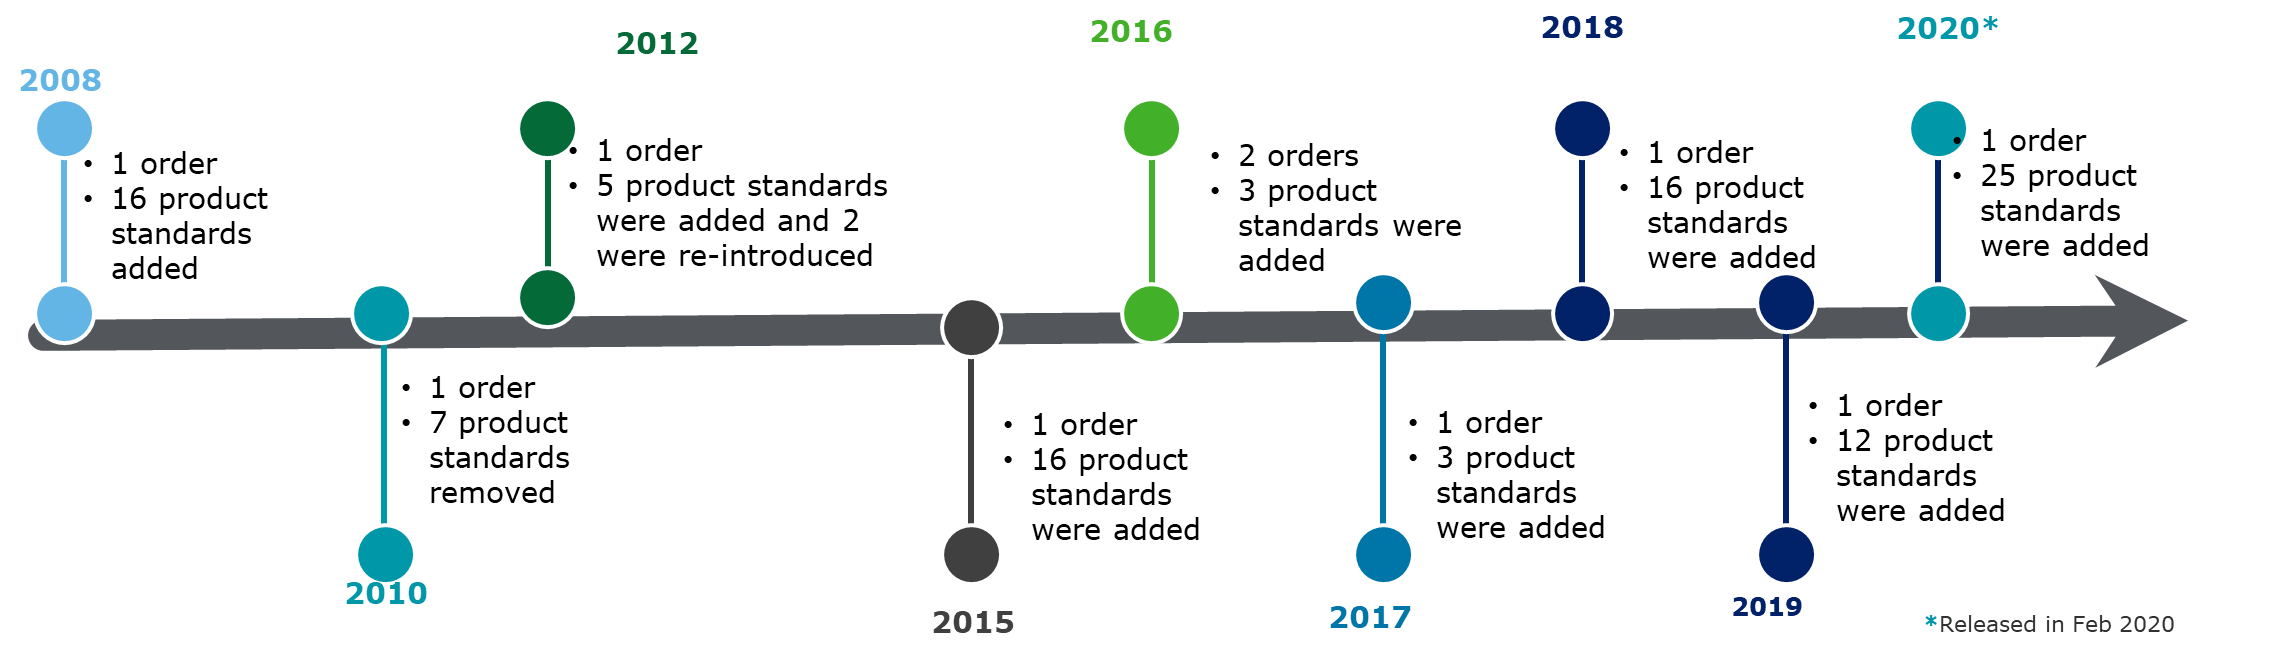 2008
• 1 order
• 16 product
standards
added
2010
• 1 order
• 7 product
standards
removed
2012
• 1 order
• 5 product standards
were added and 2
were re-introduced
2015
• 1 order
• 16 product
standards
were added
2016
• 2 orders
• 3 product
standards were
added
2017
• 1 order
• 3 product
standards
were added
2018
• 1 order
• 16 product
standards
were added
2019
• 1 order
• 12 product
standards
were added
2020*
• 1 order
• 25 product
standards
were added
*Released in Feb 2020